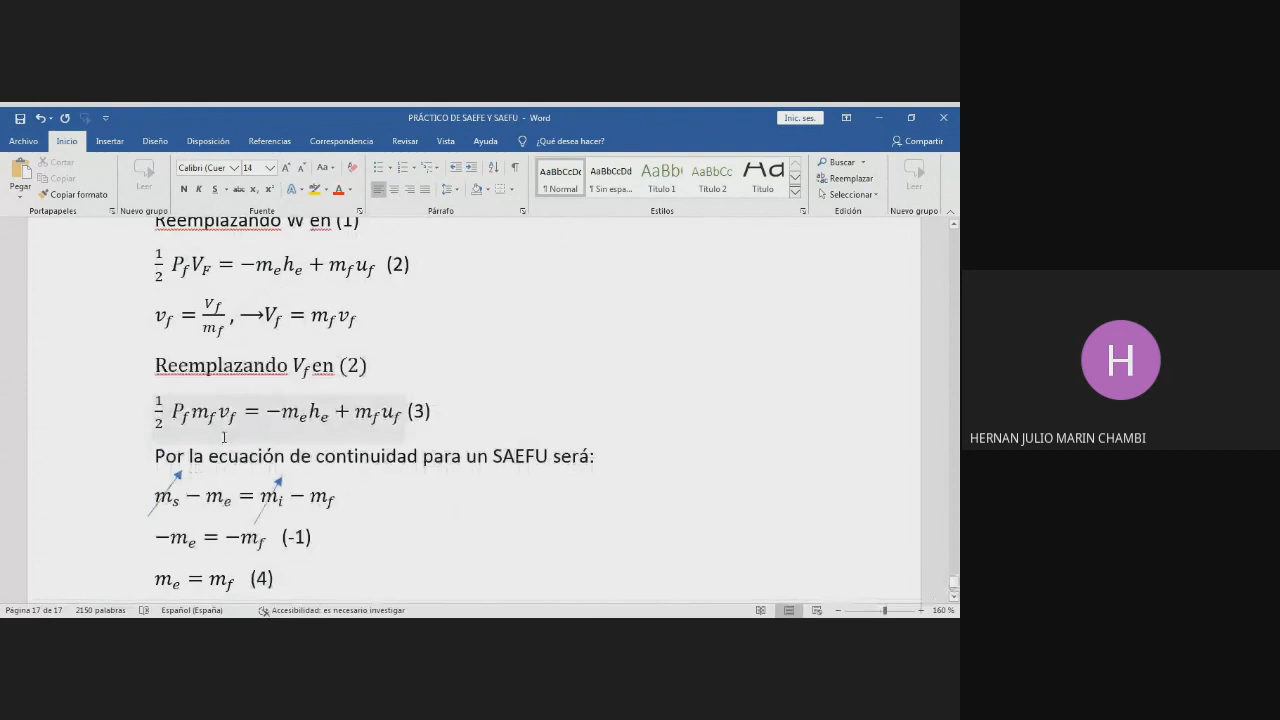 PRÁCTICO DE SAEFE Y SAEFU - Word
Inic. ses.
Archivo Inicio Insertar Diseño Disposición Referencias Correspondencia Revisar Vista Ayuda ¿Qué desea hacer? Compartir
Pegar
Cortar
Copiar
Copiar formato
Portapapeles
Leer
Nuevo grupo
Calibri (Cuer 14
Fuente
Párrafo
AaBbCcDc AaBbCcDd AaBbC AaBbCcC Aa
¶ Normal ¶ Sin espa... Título 1 Título 2 Título
Estilos
Buscar
Reemplazar
Seleccionar
Edición
Leer
Nuevo grupo
Reemplazando W en (1)
1/2 P_f V_F = −m_e h_e + m_f u_f (2)
v_f = V_f/m_f , ⟶V_f = m_f v_f
Reemplazando V_f en (2)
1/2 P_f m_f v_f = −m_e h_e + m_f u_f (3)
Por la ecuación de continuidad para un SAEFU será:
m_s − m_e = m_i − m_f
−m_e = −m_f (-1)
m_e = m_f (4)
Página 17 de 17 2150 palabras Español (España) Accesibilidad: es necesario investigar 160 %
H
HERNAN JULIO MARIN CHAMBI